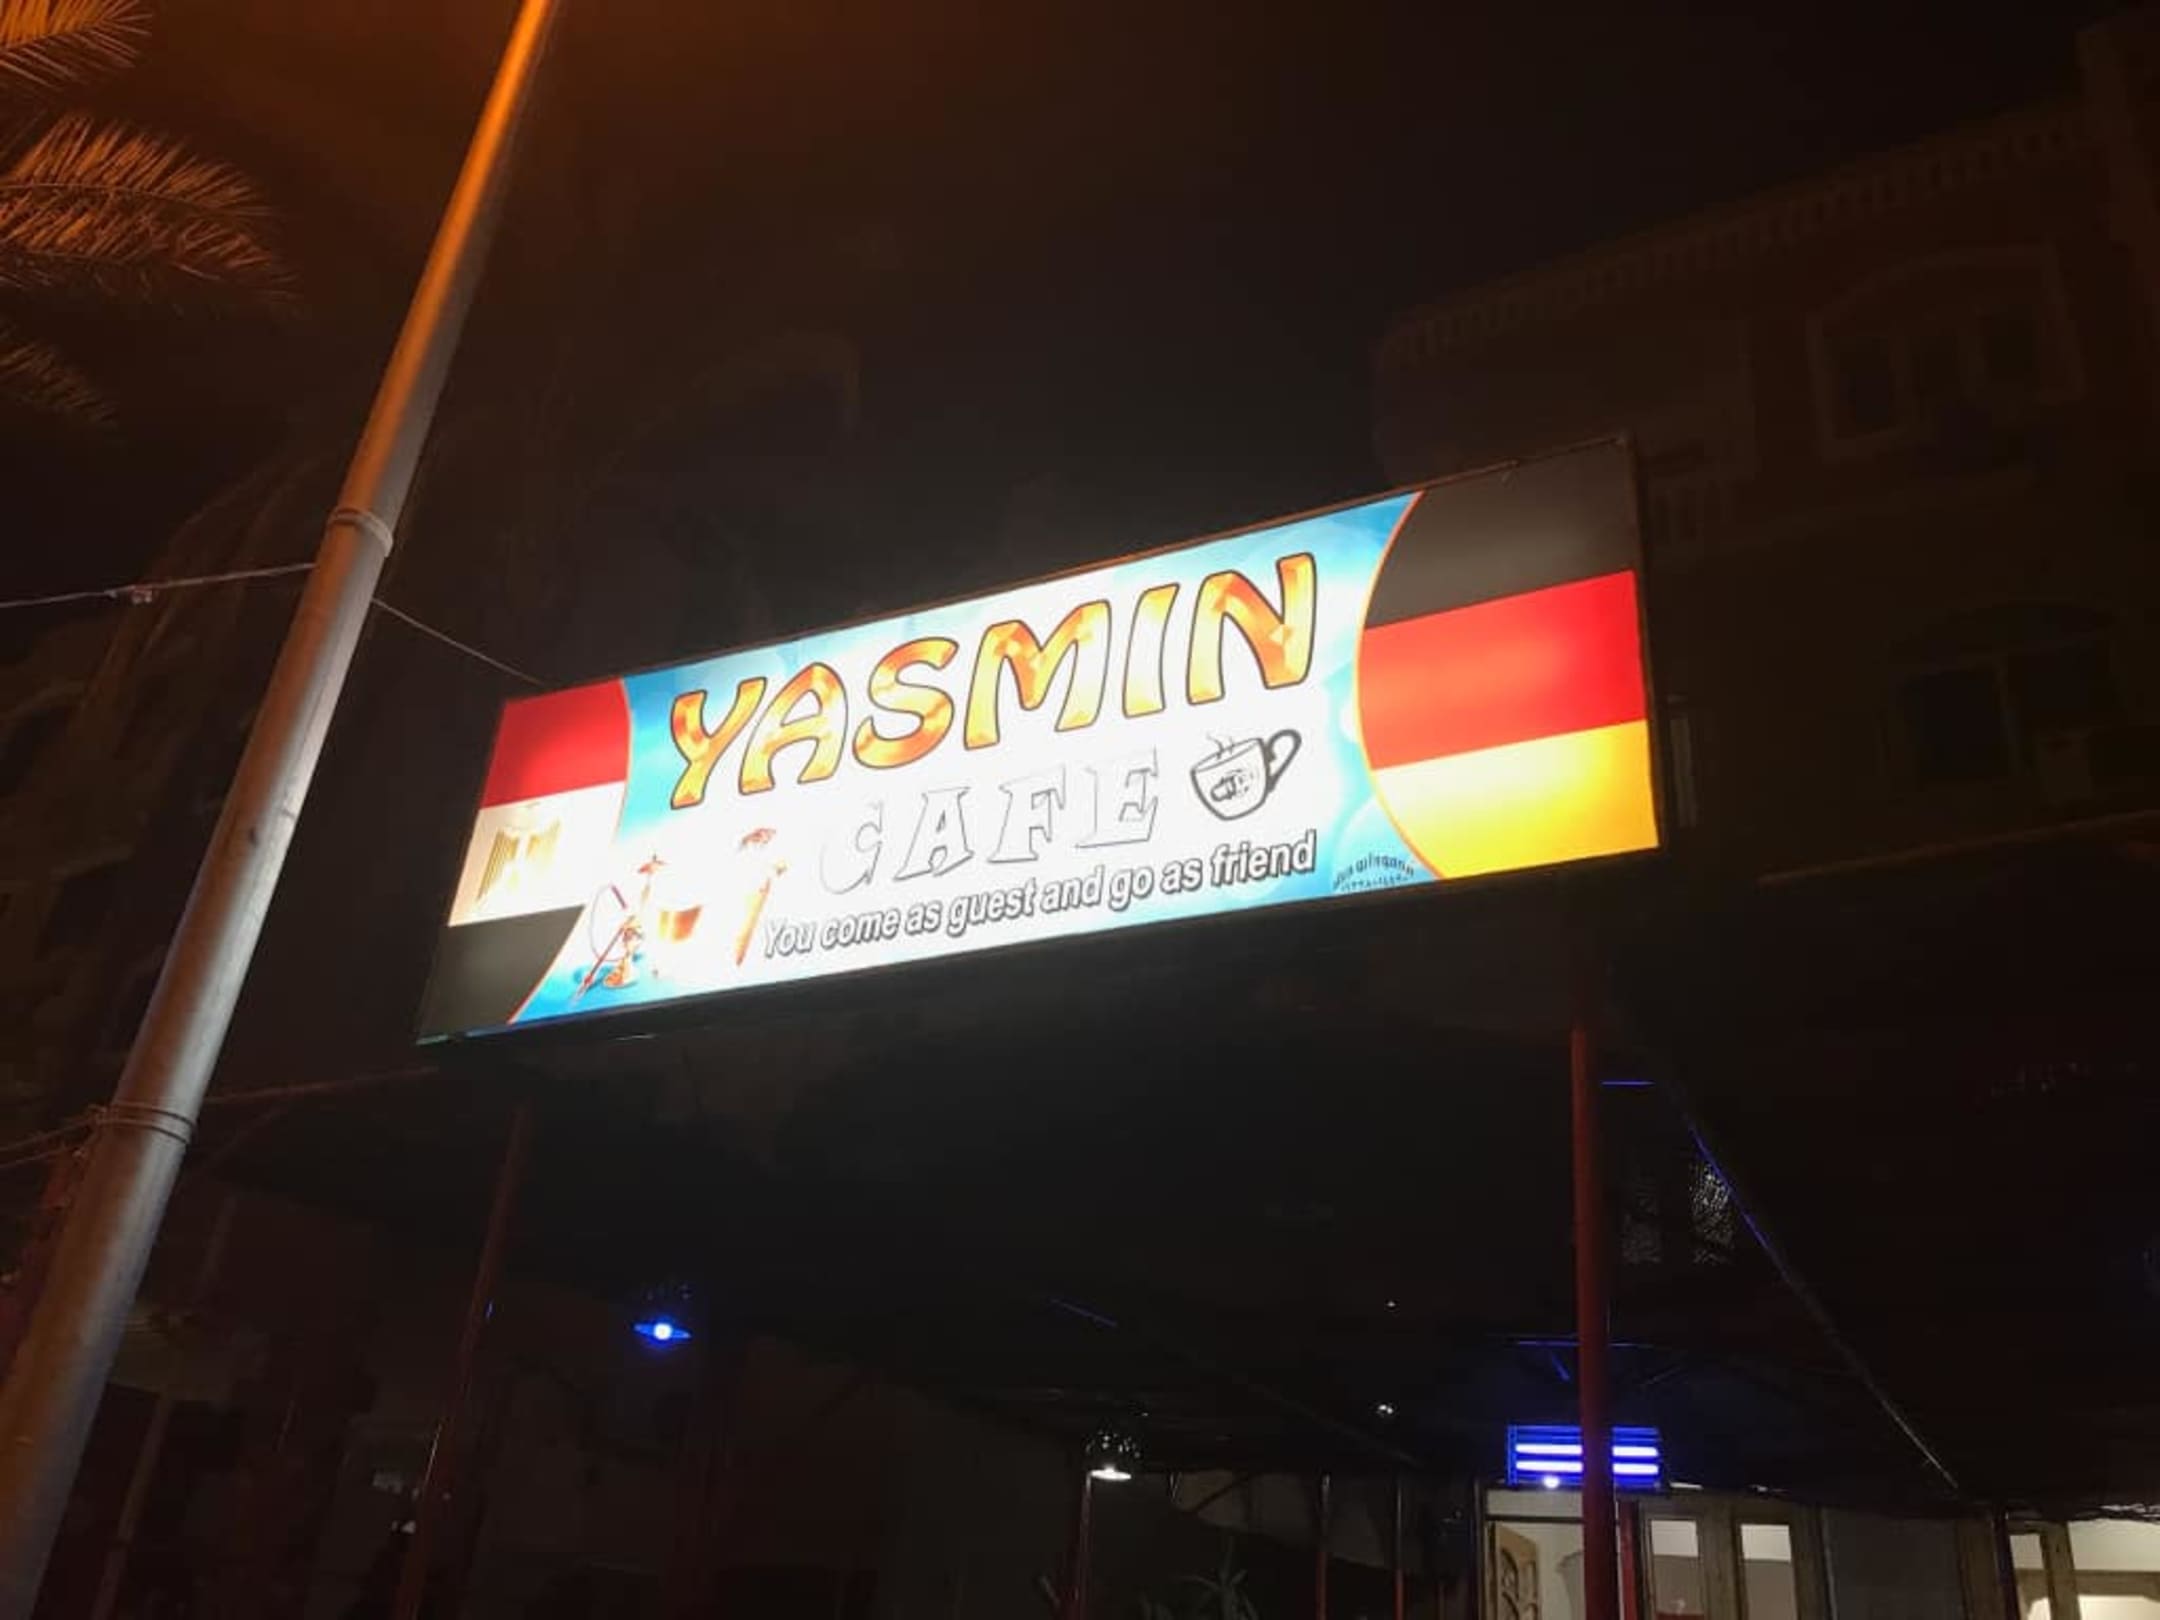 YASMIN
CAFE
You come as guest and go as friend